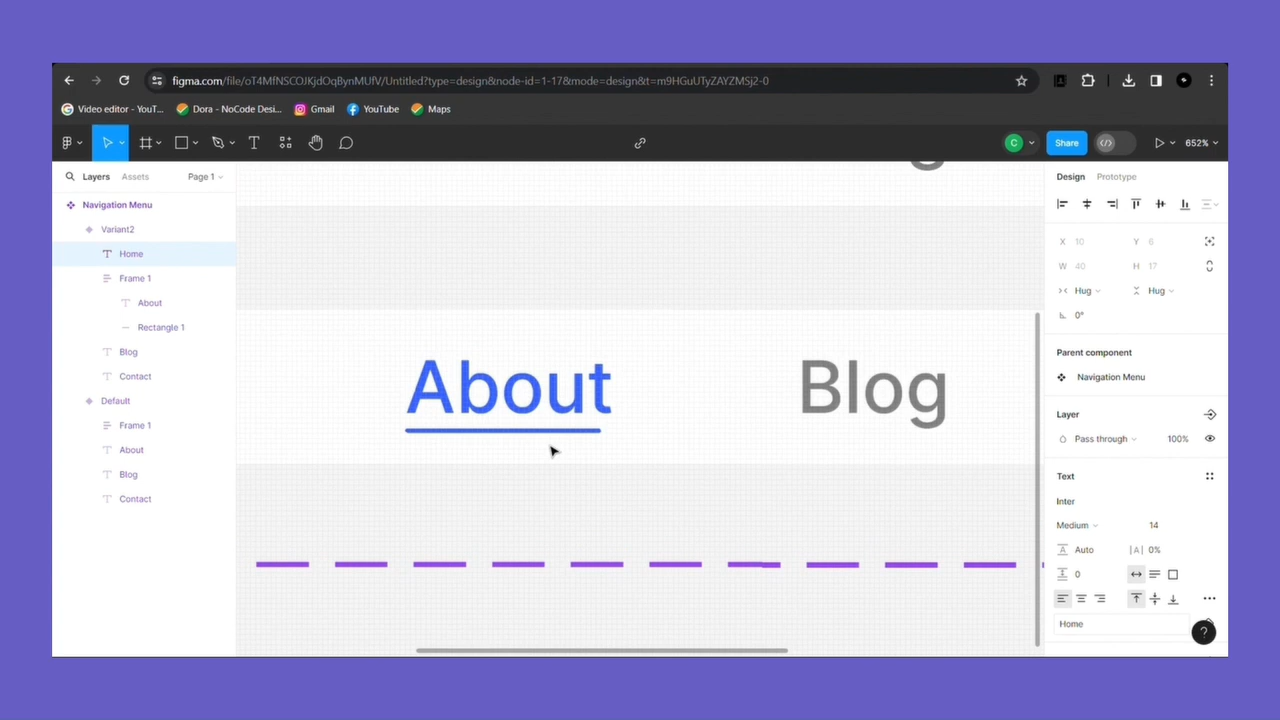 figma.com/file/oT4MfNSCOJKjdOqBynMUfV/Untitled?type=design&node-id=1-17&mode=design&t=m9HGuUTyZAYZMSj2-0
Video editor - YouT... Dora - NoCode Desi... Gmail YouTube Maps
C Share 652%
Layers Assets Page 1
Navigation Menu
Variant2
Home
Frame 1
About
Rectangle 1
Blog
Contact
Default
Frame 1
About
Blog
Contact
About Blog
Design Prototype
X 10 Y 6
W 40 H 17
Hug Hug
0°
Parent component
Navigation Menu
Layer
Pass through 100%
Text
Inter
Medium 14
Auto |A| 0%
0
Home
?